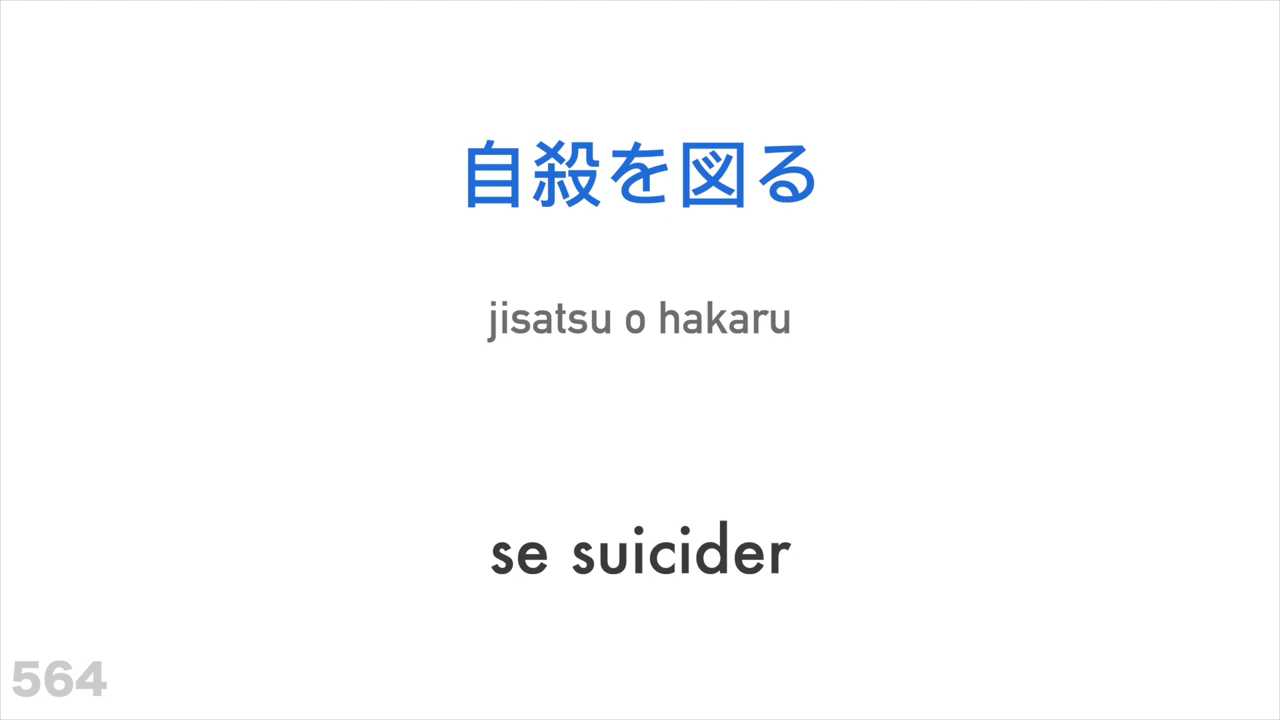 自殺を図る
jisatsu o hakaru
se suicider
564